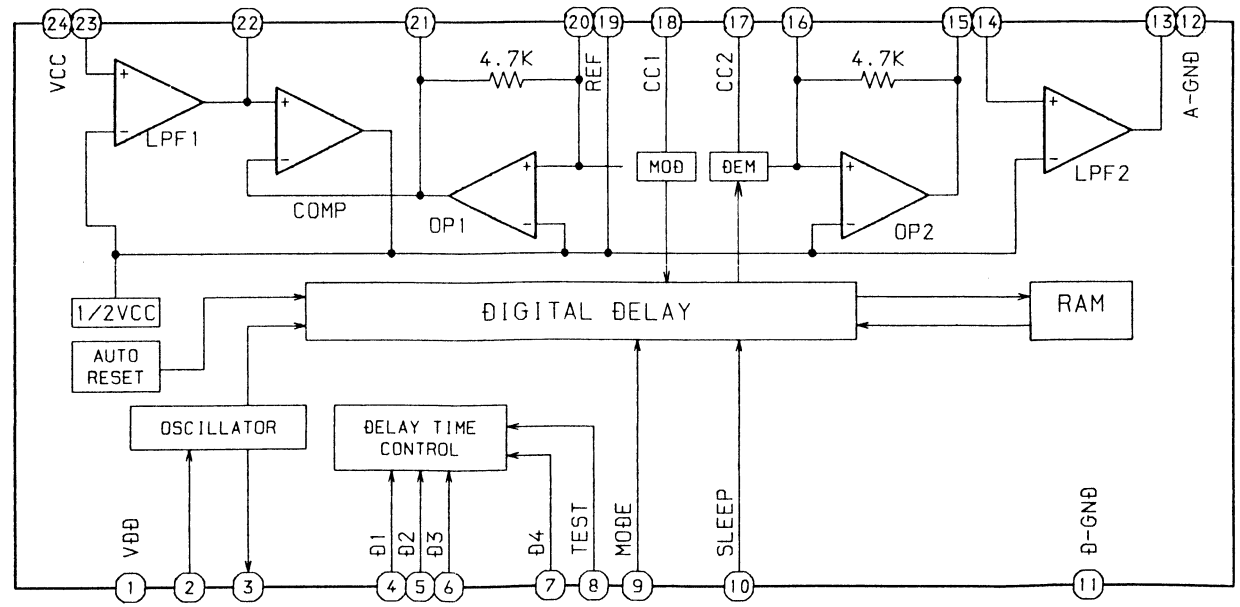 24 23 22 21 20 19 18 17 16 15 14 13 12
VCC
REF
CC1
CC2
A-GND
4.7K
4.7K
+
-
LPF1
+
-
COMP
+
-
OP1
MOD
DEM
+
-
OP2
+
-
LPF2
1/2VCC
DIGITAL DELAY
RAM
AUTO
RESET
OSCILLATOR
DELAY TIME
CONTROL
VDD
D1
D2
D3
D4
TEST
MODE
SLEEP
D-GND
1 2 3 4 5 6 7 8 9 10 11